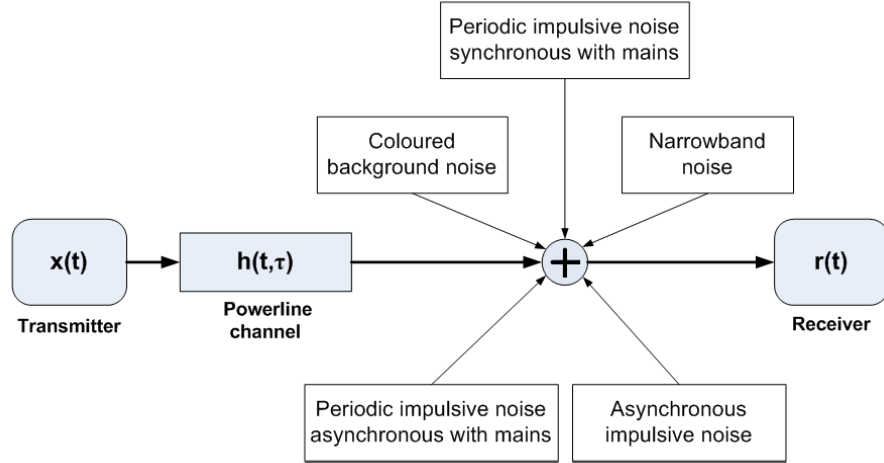 Periodic impulsive noise
synchronous with mains
Coloured
background noise
Narrowband
noise
x(t)
h(t,τ)
+
r(t)
Transmitter
Powerline
channel
Receiver
Periodic impulsive noise
asynchronous with mains
Asynchronous
impulsive noise